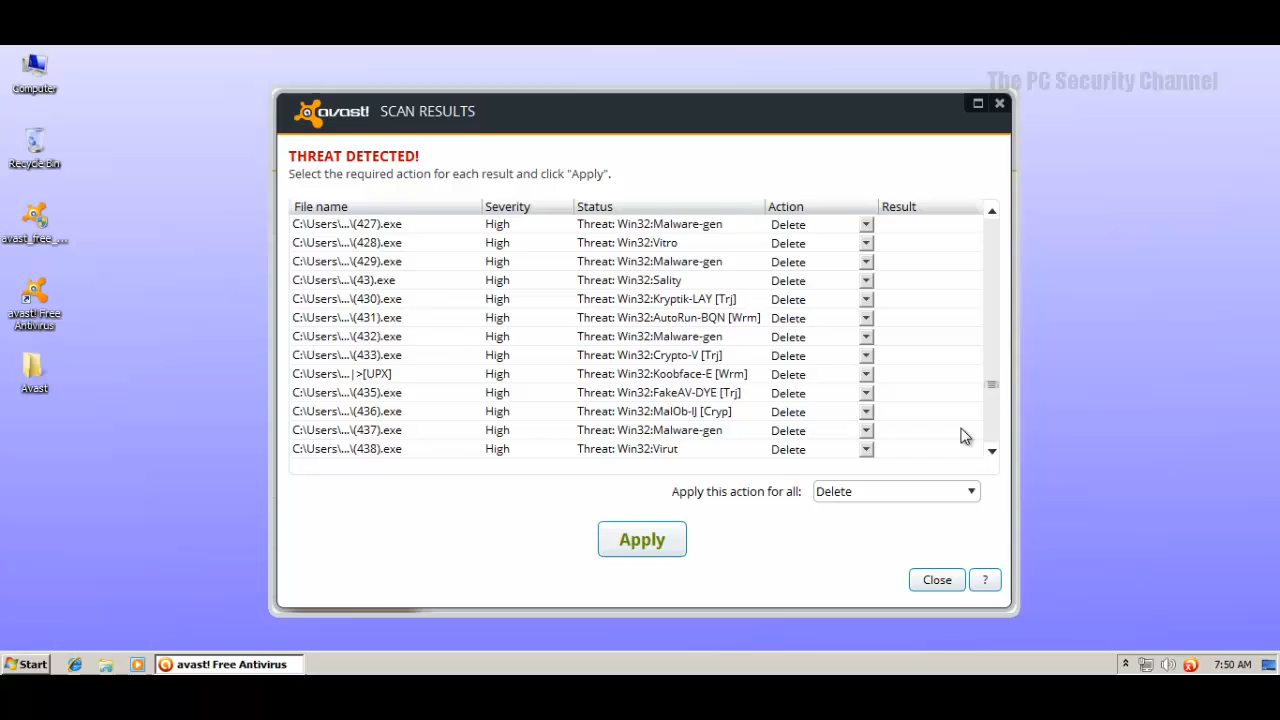 The PC Security Channel
Computer
Recycle Bin
avast_free_...
avast! Free
Antivirus
Avast
avast! SCAN RESULTS
THREAT DETECTED!
Select the required action for each result and click "Apply".
File name Severity Status Action Result
C:\Users\...\(427).exe High Threat: Win32:Malware-gen Delete
C:\Users\...\(428).exe High Threat: Win32:Vitro Delete
C:\Users\...\(429).exe High Threat: Win32:Malware-gen Delete
C:\Users\...\(43).exe High Threat: Win32:Sality Delete
C:\Users\...\(430).exe High Threat: Win32:Kryptik-LAY [Trj] Delete
C:\Users\...\(431).exe High Threat: Win32:AutoRun-BQN [Wrm] Delete
C:\Users\...\(432).exe High Threat: Win32:Malware-gen Delete
C:\Users\...\(433).exe High Threat: Win32:Crypto-V [Trj] Delete
C:\Users\...|>[UPX] High Threat: Win32:Koobface-E [Wrm] Delete
C:\Users\...\(435).exe High Threat: Win32:FakeAV-DYE [Trj] Delete
C:\Users\...\(436).exe High Threat: Win32:MalOb-IJ [Cryp] Delete
C:\Users\...\(437).exe High Threat: Win32:Malware-gen Delete
C:\Users\...\(438).exe High Threat: Win32:Virut Delete
Apply this action for all: Delete
Apply
Close ?
Start avast! Free Antivirus 7:50 AM